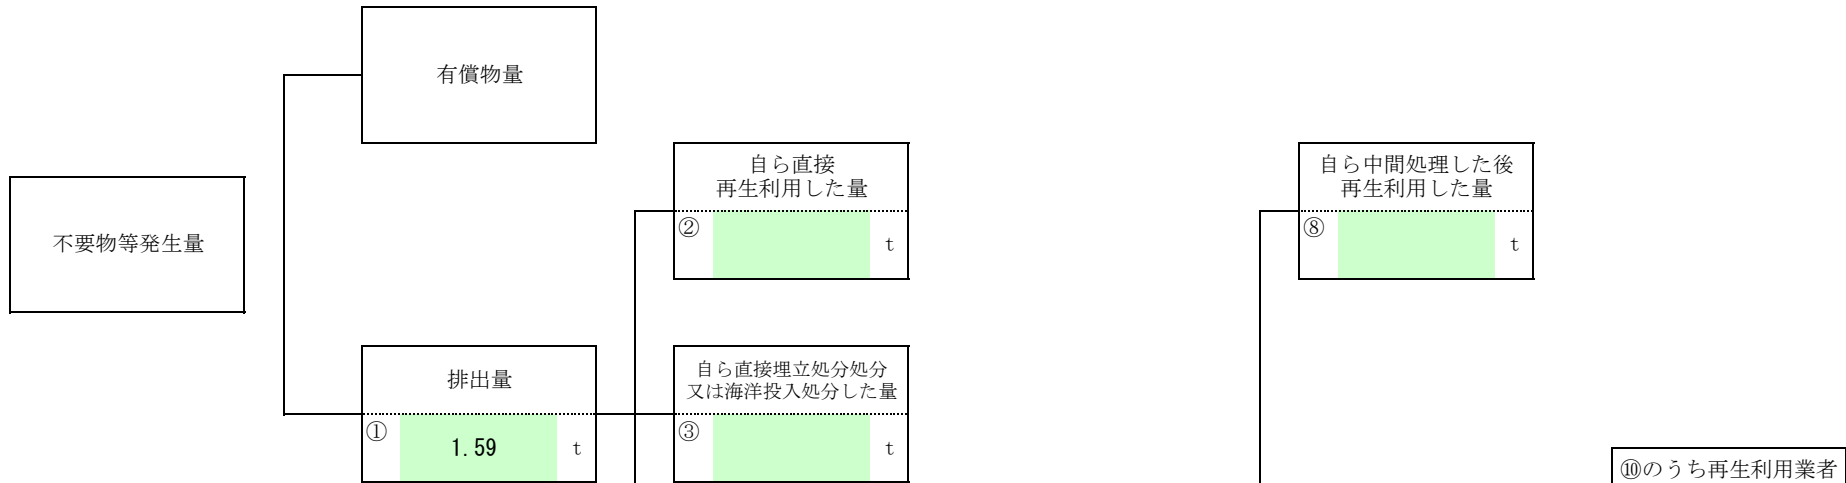 有償物量
自ら直接
再生利用した量
②
t
自ら中間処理した後
再生利用した量
⑧
t
不要物等発生量
排出量
①
1.59
t
自ら直接埋立処分処分
又は海洋投入処分した量
③
t
⑩のうち再生利用業者